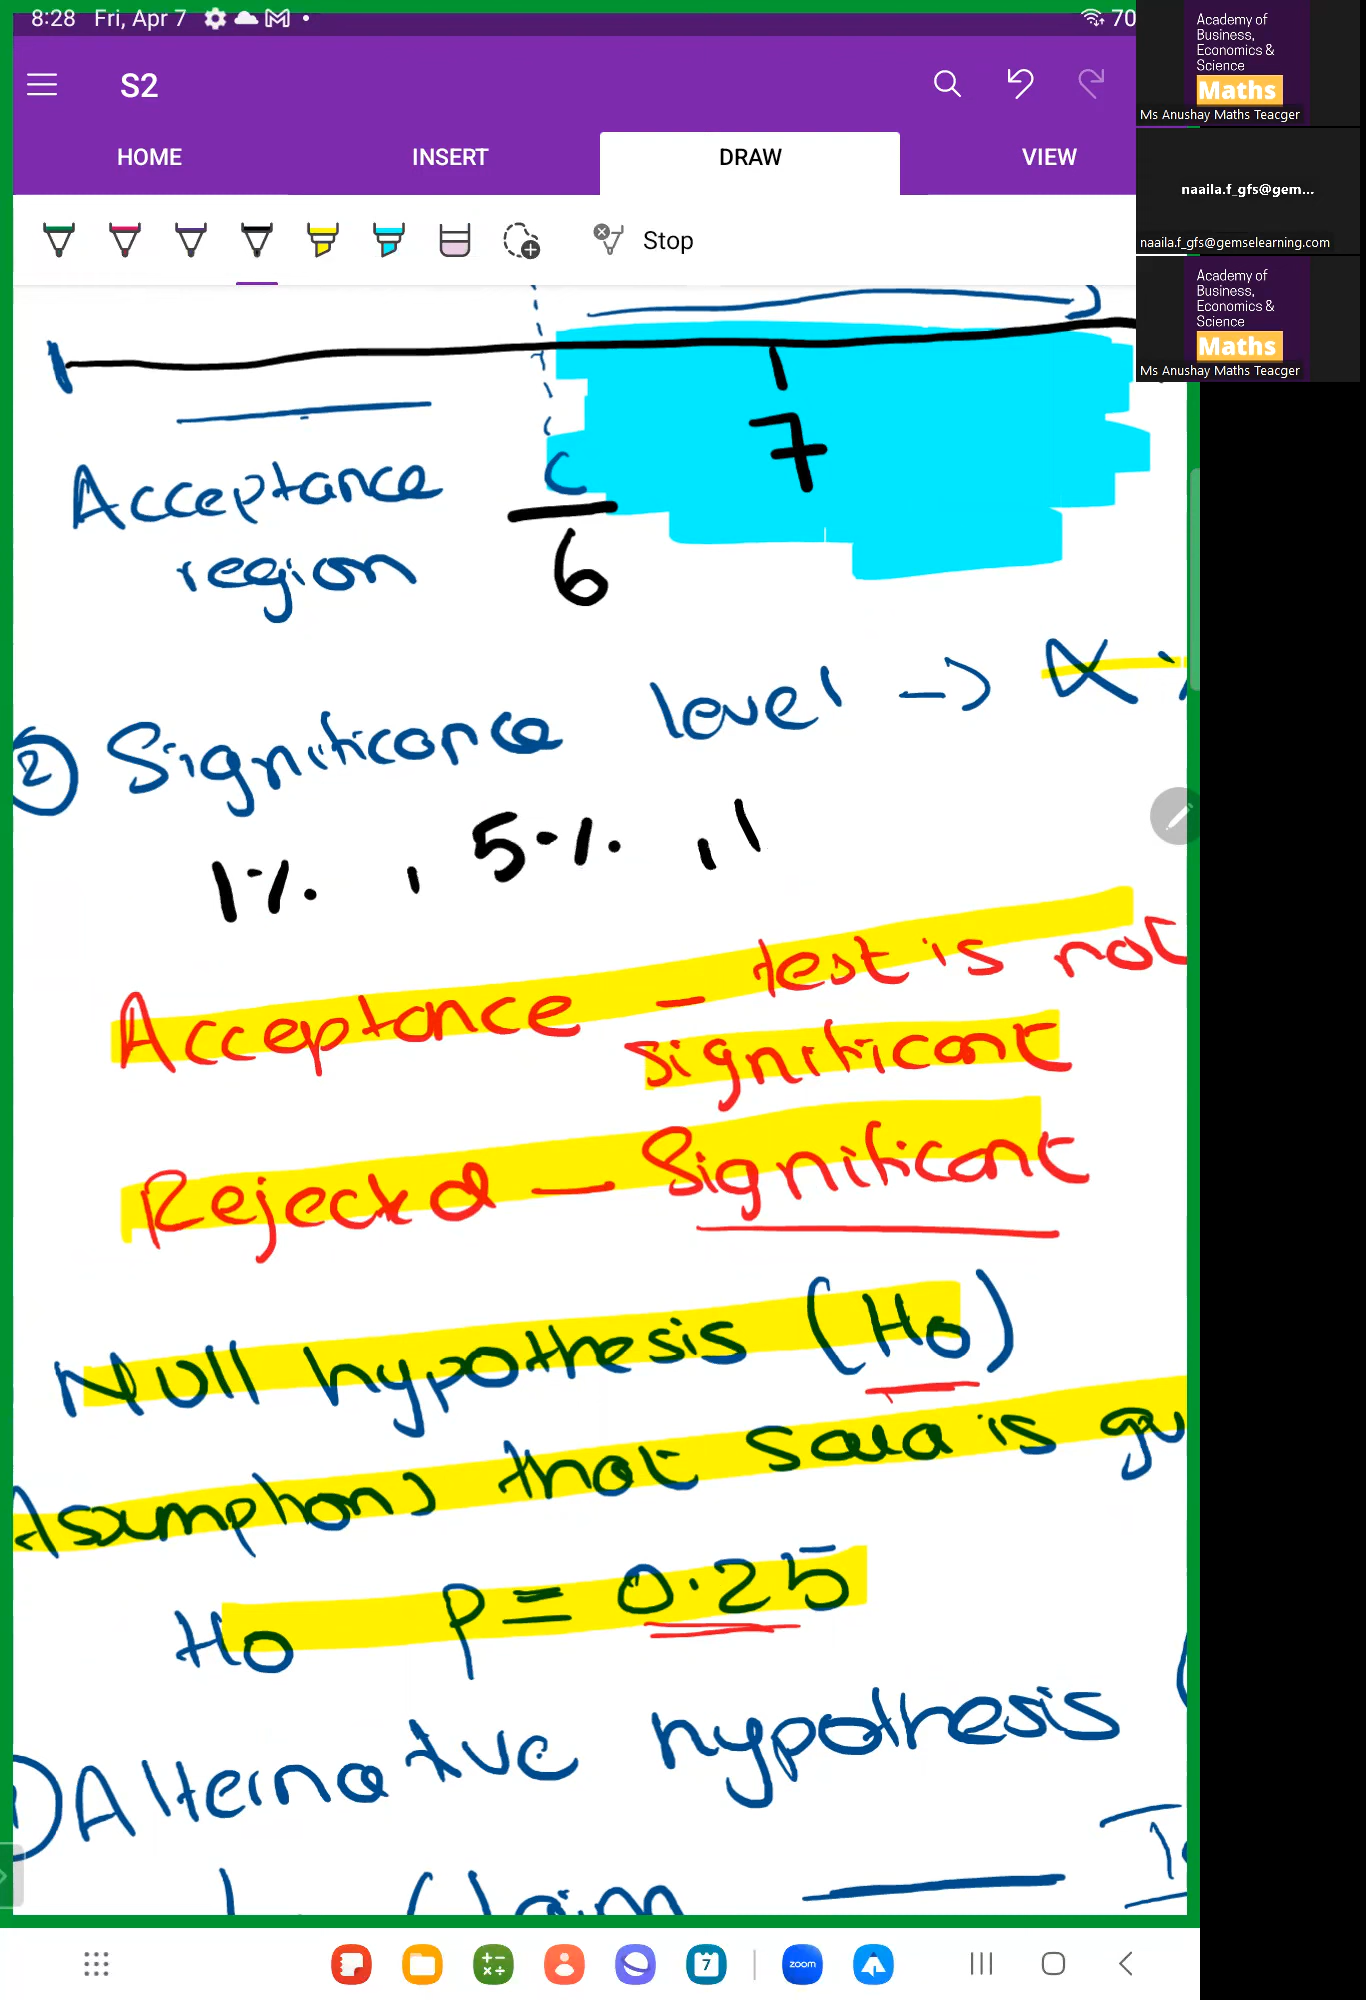 8:28 Fri, Apr 7
70
S2
HOME INSERT DRAW VIEW
Stop
Academy of
Business,
Economics &
Science
Maths
Ms Anushay Maths Teacger
naaila.f_gfs@gem...
naaila.f_gfs@gemselearning.com
Academy of
Business,
Economics &
Science
Maths
Ms Anushay Maths Teacger
7
Acceptance C
region 6
2 Significance level -> α
1% , 5%. , 1
Acceptance - test is not
significant
Rejected - Significant
Null hypothesis (H0)
that is
H0 p = 0.25
Alternative hypothesis (
Claim
7
zoom